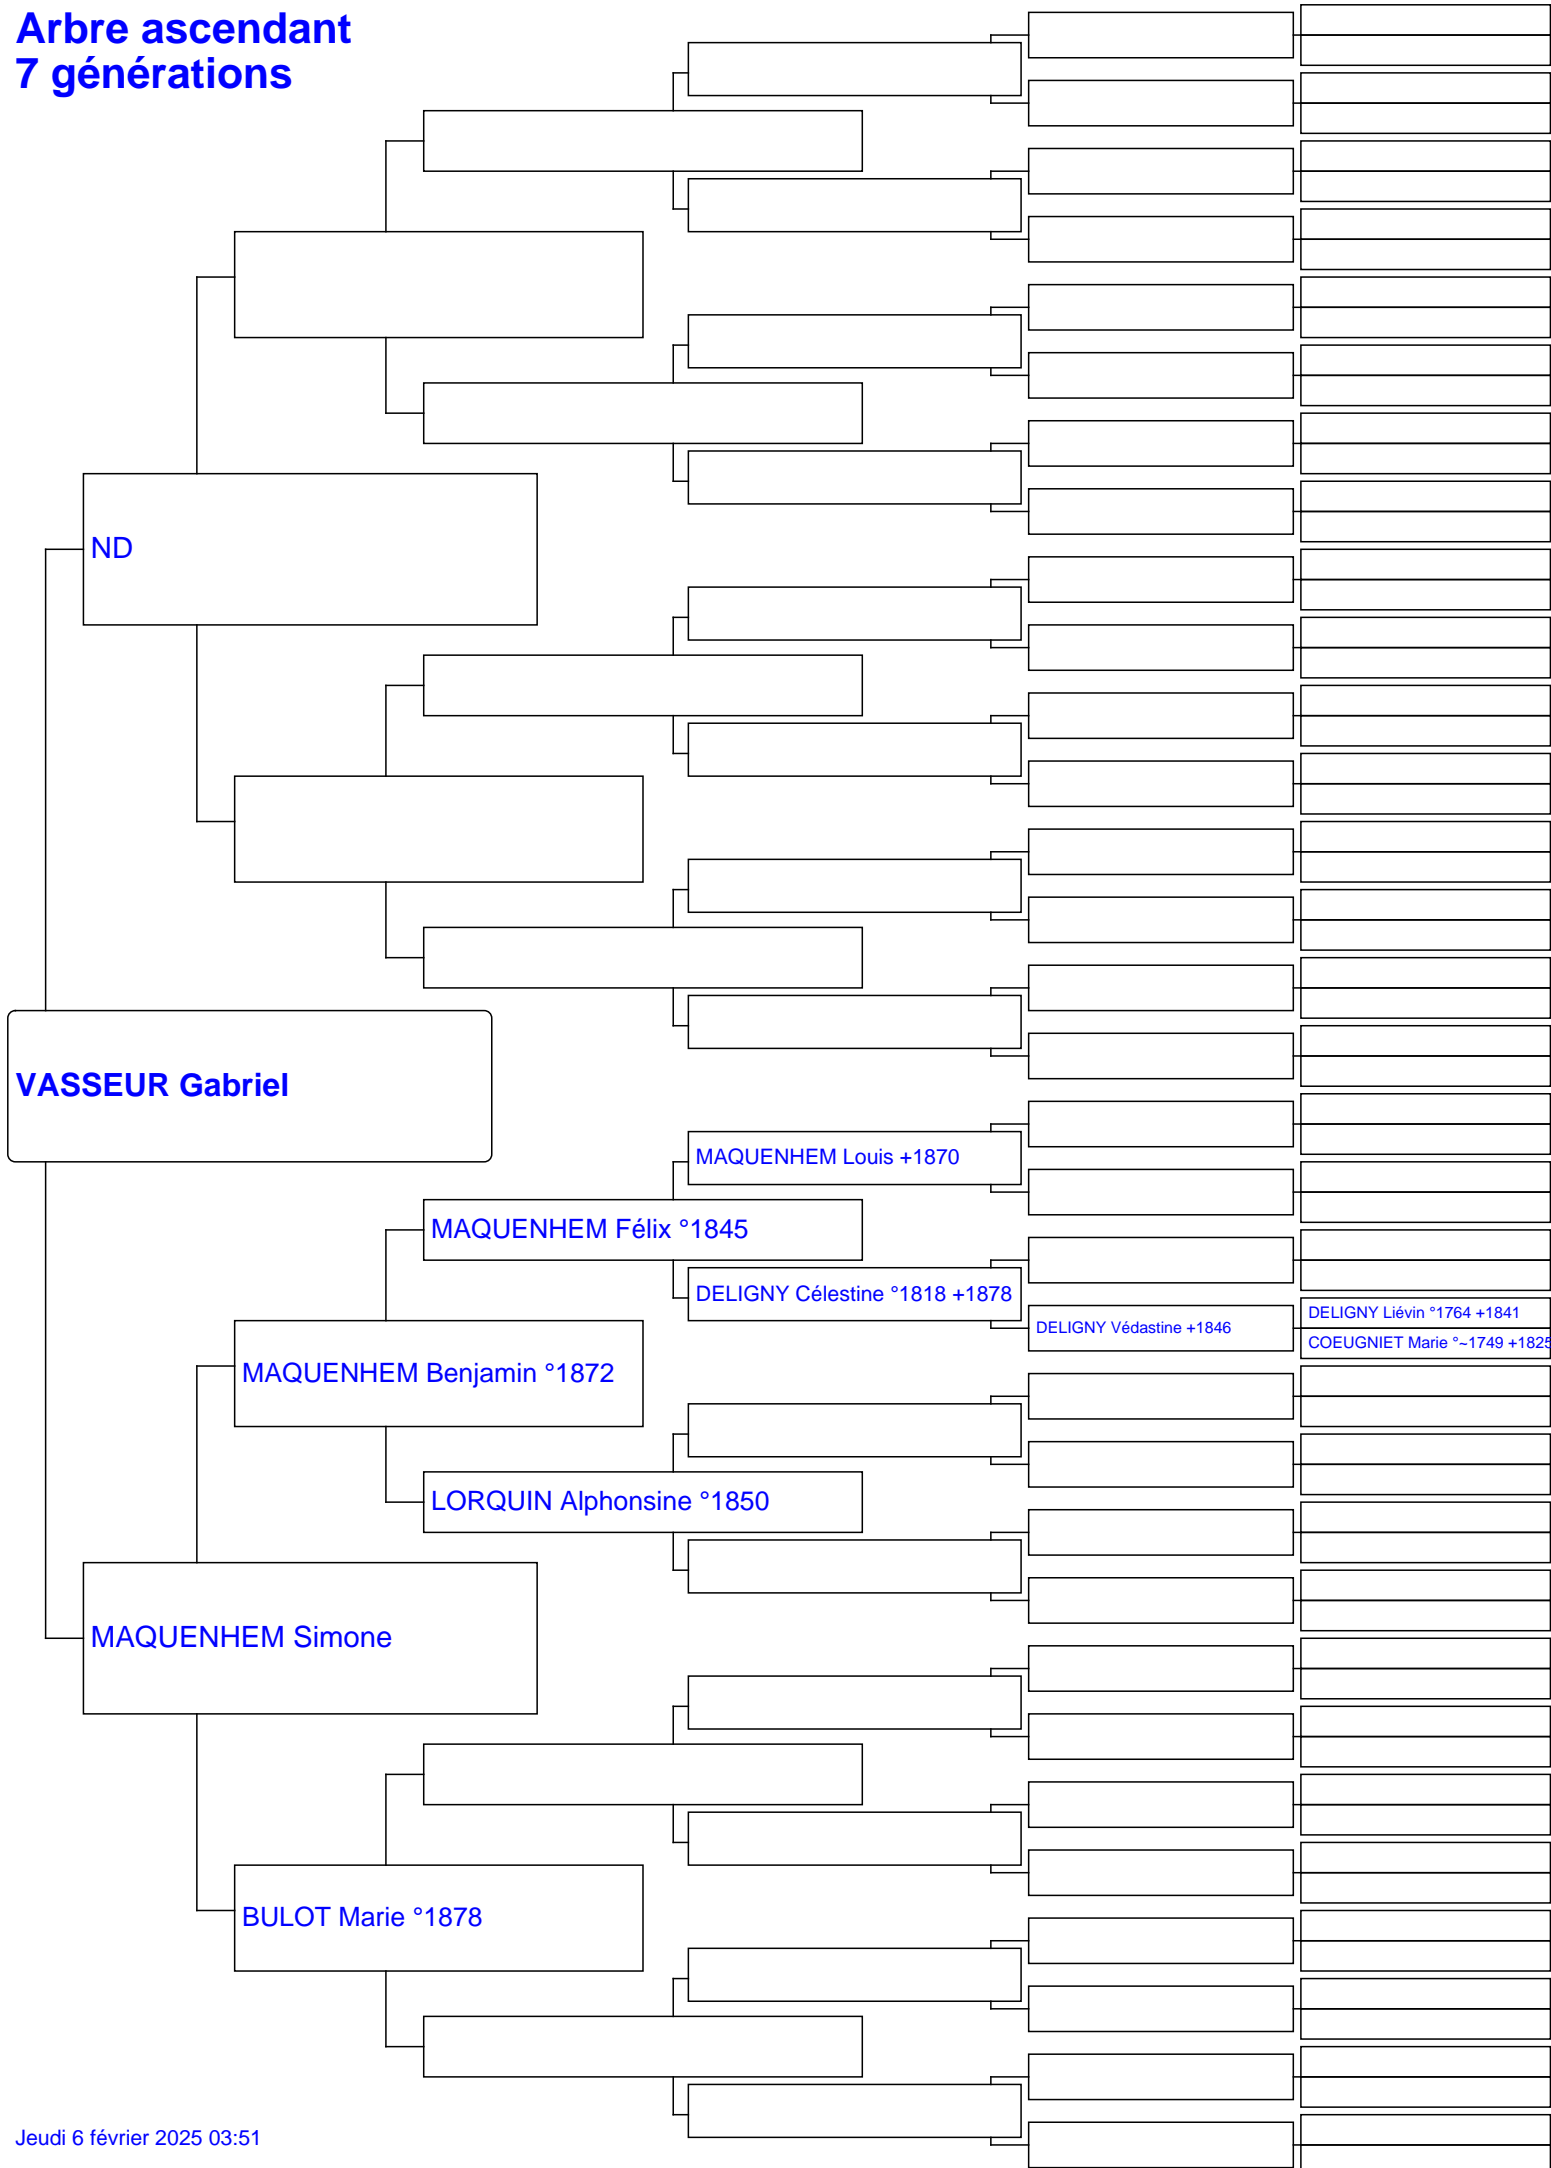 Arbre ascendant
7 générations
ND
VASSEUR Gabriel
MAQUENHEM Louis +1870
MAQUENHEM Félix °1845
DELIGNY Célestine °1818 +1878
DELIGNY Liévin °1764 +1841
DELIGNY Védastine +1846
COEUGNIET Marie °~1749 +1825
MAQUENHEM Benjamin °1872
LORQUIN Alphonsine °1850
MAQUENHEM Simone
BULOT Marie °1878
Jeudi 6 février 2025 03:51